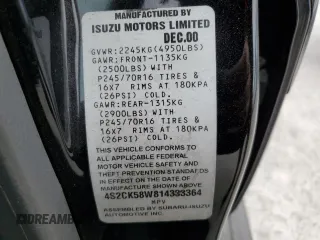 MANUFACTURED BY
ISUZU MOTORS LIMITED
DEC.00
GVWR:2245KG(4950LBS)
GAWR:FRONT-1135KG
(2500LBS) WITH
P245/70R16 TIRES &
16X7 RIMS AT 180KPA
(26PSI) COLD.
GAWR:REAR-1315KG
(2900LBS) WITH
P245/70R16 TIRES &
16X7 RIMS AT 180KPA
(26PSI) COLD.
THIS VEHICLE CONFORMS TO ALL
APPLICABLE FEDERAL MOTOR
VEHICLE SAFETY AND
THEFT PREVENTION STANDARDS
IN EFFECT ON THE DATE OF
MANUFACTURE SHOWN ABOVE.
4S2CK58W814333364
MPV
ASSEMBLED BY SUBARU-ISUZU
AUTOMOTIVE INC.